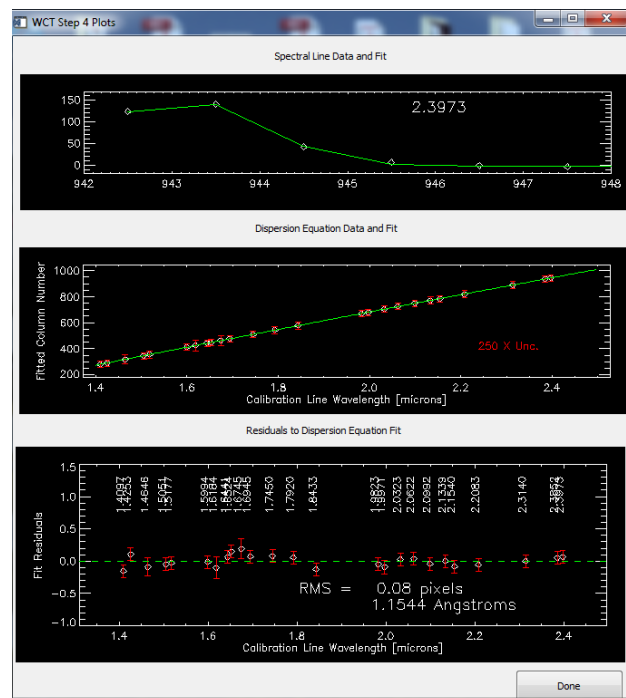 WCT Step 4 Plots
Spectral Line Data and Fit
150
100
50
0
2.3973
942 943 944 945 946 947 948
Dispersion Equation Data and Fit
Fitted Column Number
1000
800
600
400
200
250 X Unc.
1.4 1.6 1.8 2.0 2.2 2.4
Calibration Line Wavelength [microns]
Residuals to Dispersion Equation Fit
Fit Residuals
1.5
1.0
0.5
0.0
-0.5
-1.0
1.4097 1.4253 1.4646 1.5051 1.5177 1.5994 1.6184 1.6745 1.6945 1.7450 1.7920 1.8433 1.9823 1.9971 2.0323 2.0622 2.0992 2.1339 2.1540 2.2083 2.3140 2.3973
RMS = 0.08 pixels
1.1544 Angstroms
1.4 1.6 1.8 2.0 2.2 2.4
Calibration Line Wavelength [microns]
Done